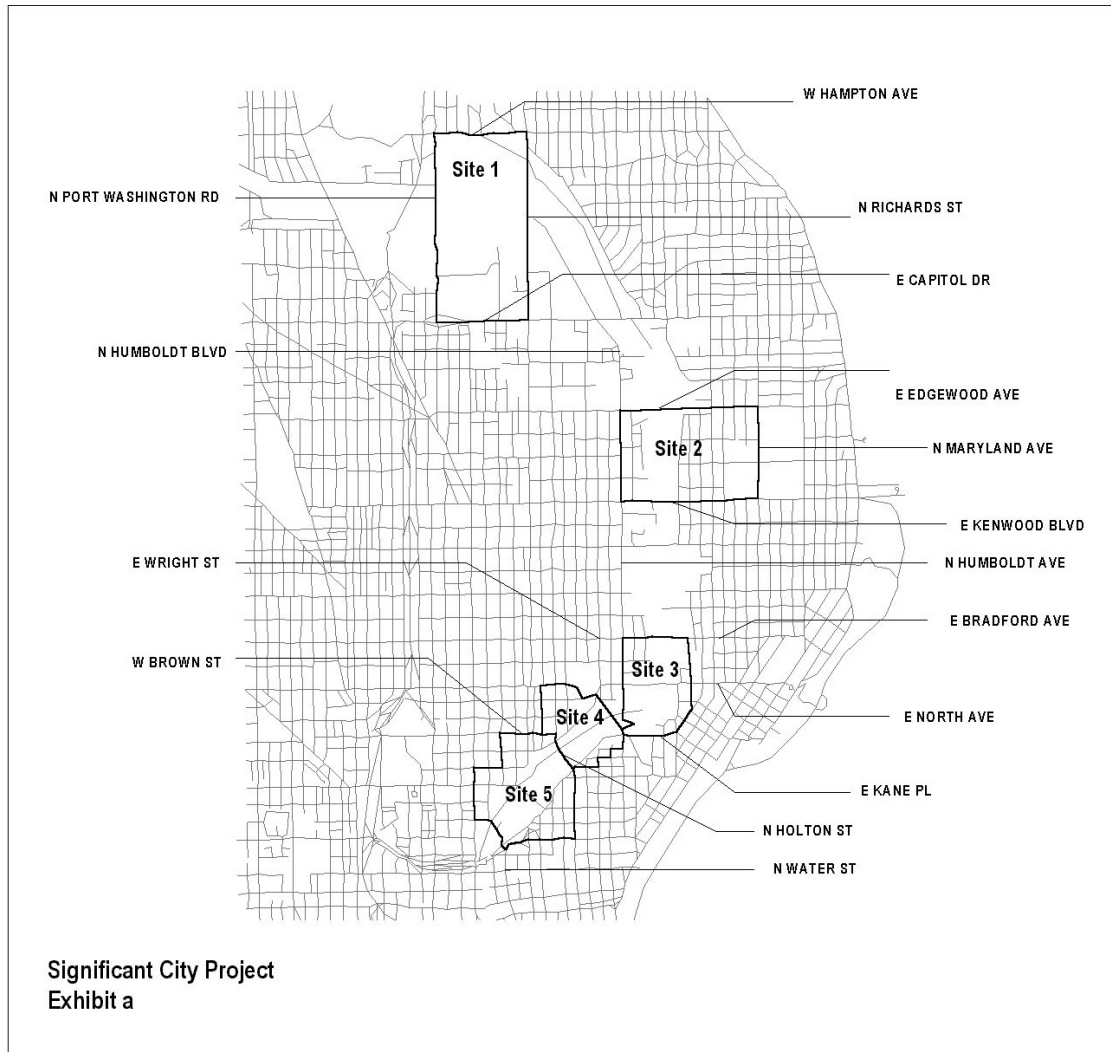 W HAMPTON AVE
Site 1
N PORT WASHINGTON RD
N RICHARDS ST
E CAPITOL DR
N HUMBOLDT BLVD
E EDGEWOOD AVE
Site 2
N MARYLAND AVE
E KENWOOD BLVD
E WRIGHT ST
N HUMBOLDT AVE
E BRADFORD AVE
W BROWN ST
Site 3
Site 4
E NORTH AVE
Site 5
E KANE PL
N HOLTON ST
N WATER ST
Significant City Project
Exhibit a